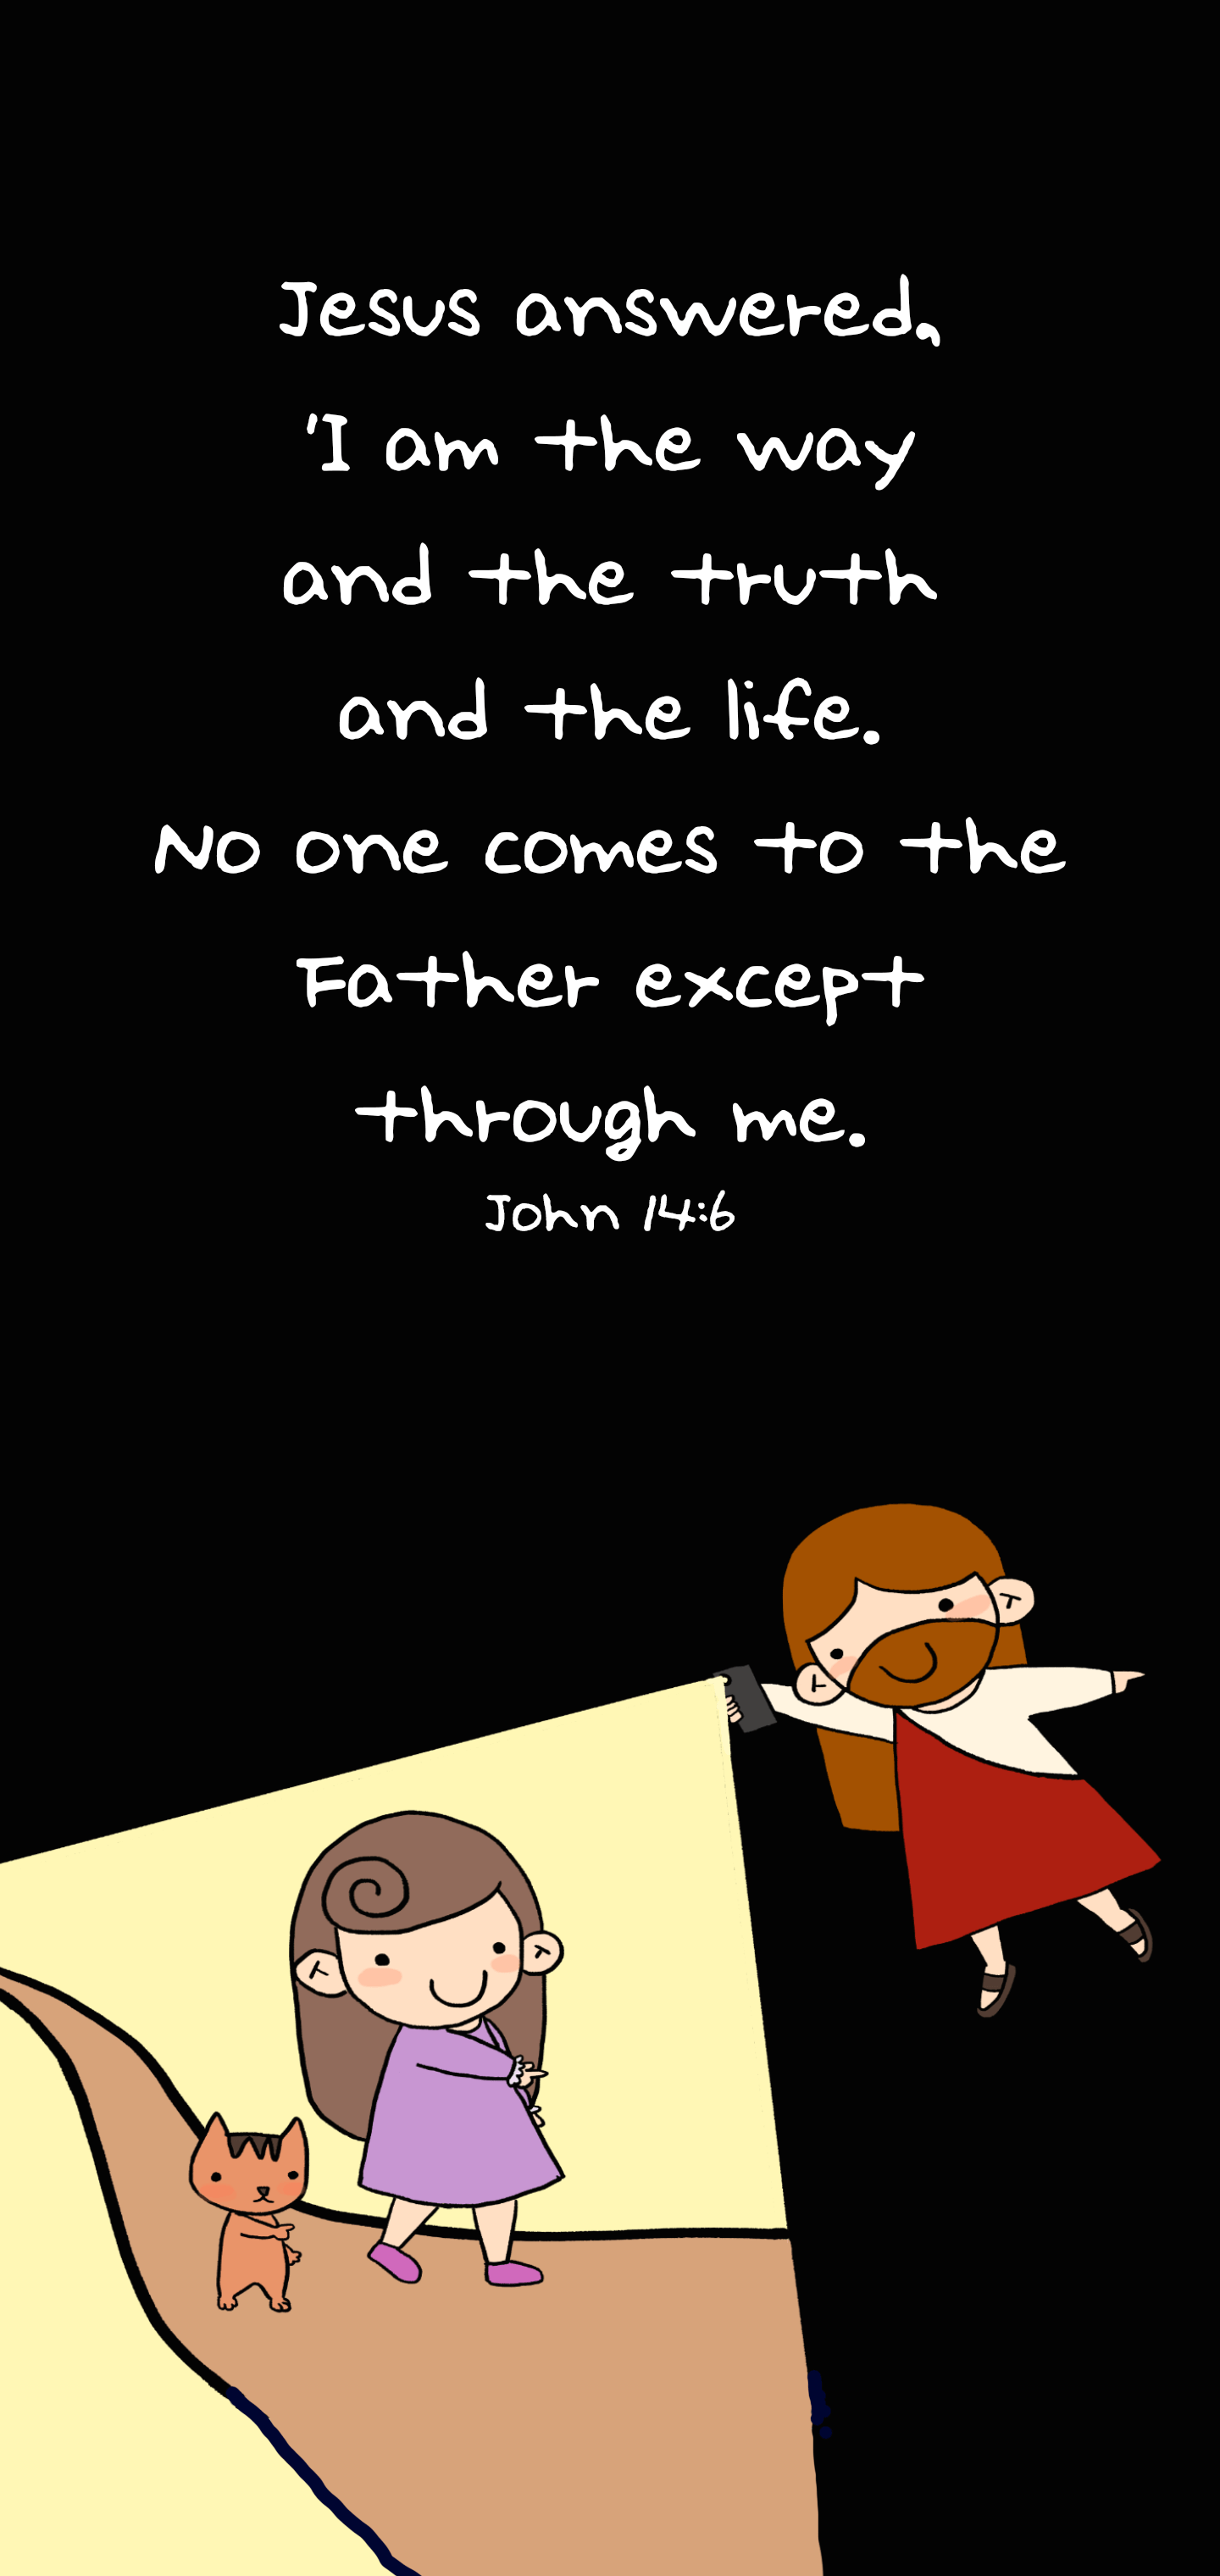 Jesus answered,
'I am the way
and the truth
and the life.
No one comes to the
Father except
through me.
John 14:6